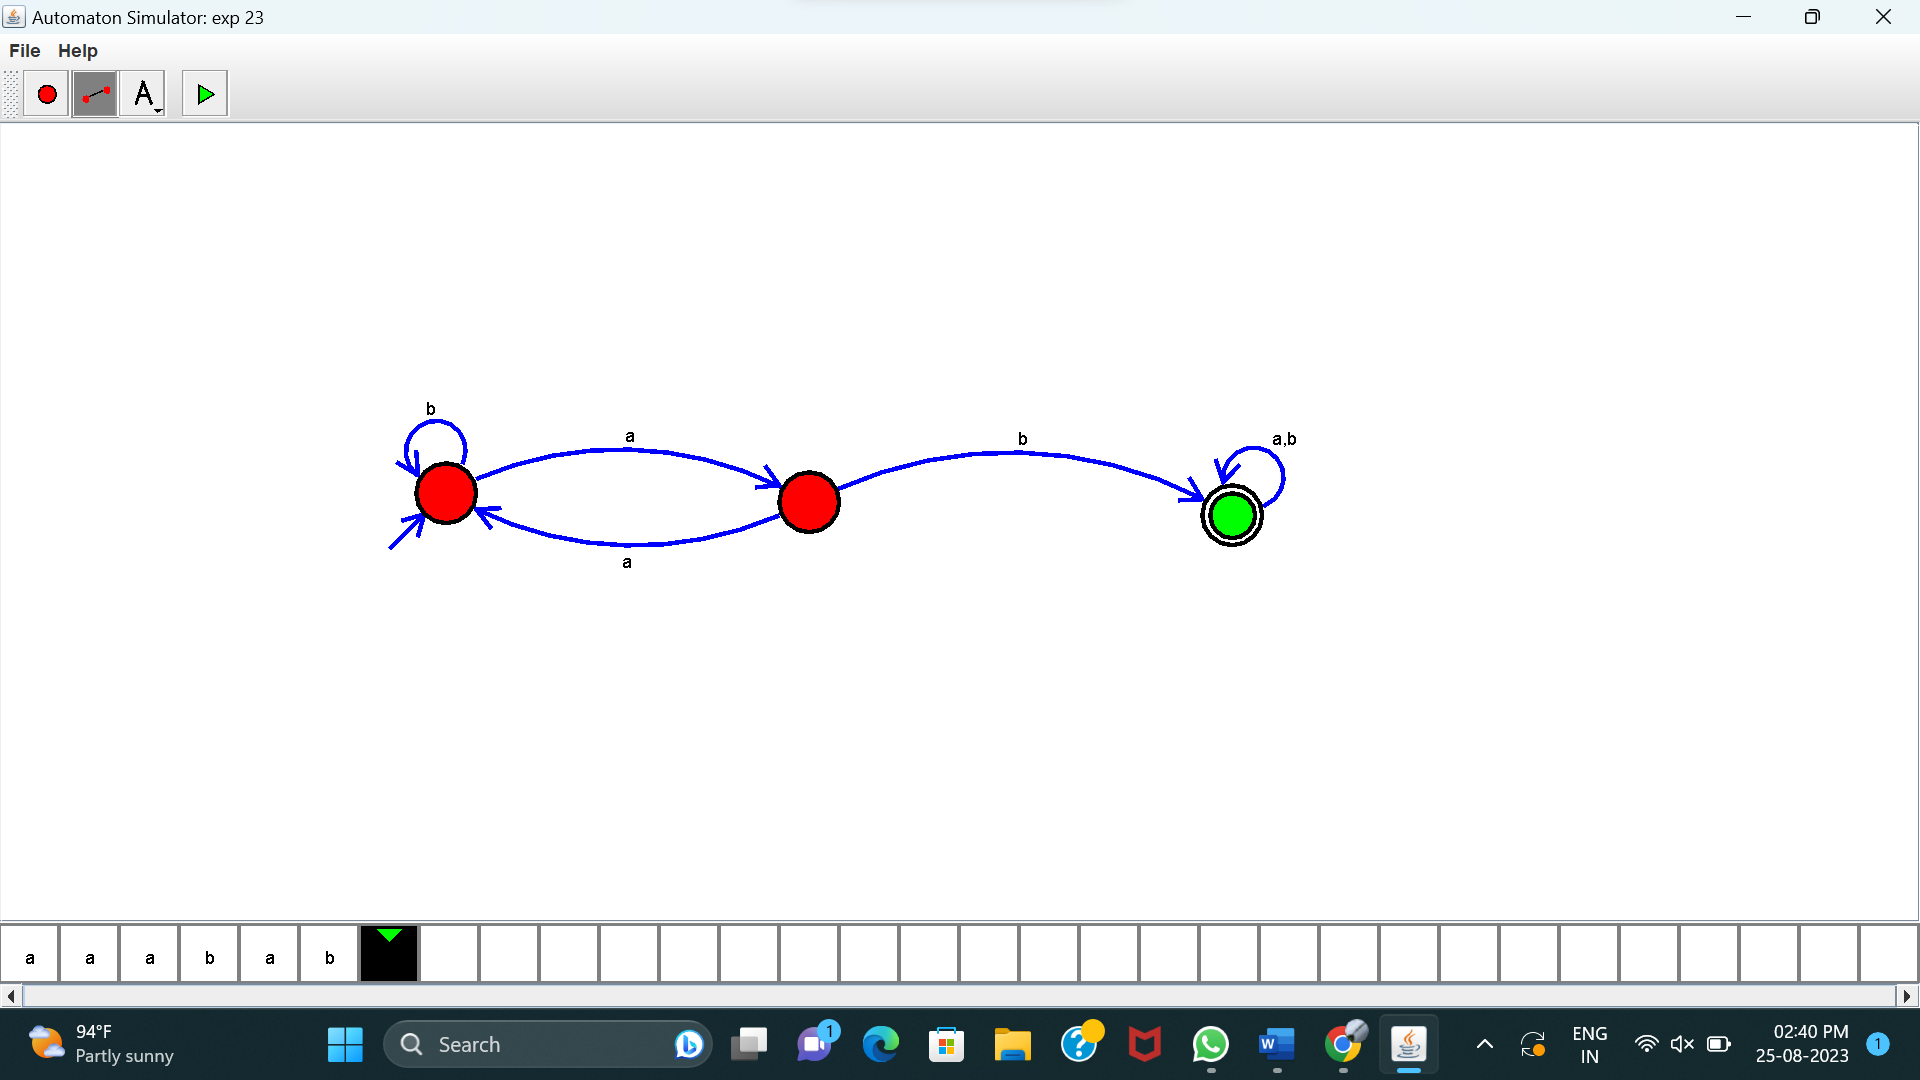 Automaton Simulator: exp 23
File Help
A
b
a
b
a,b
a
a a a b a b
94°F
Partly sunny
Search
1
ENG
IN
02:40 PM
25-08-2023
1